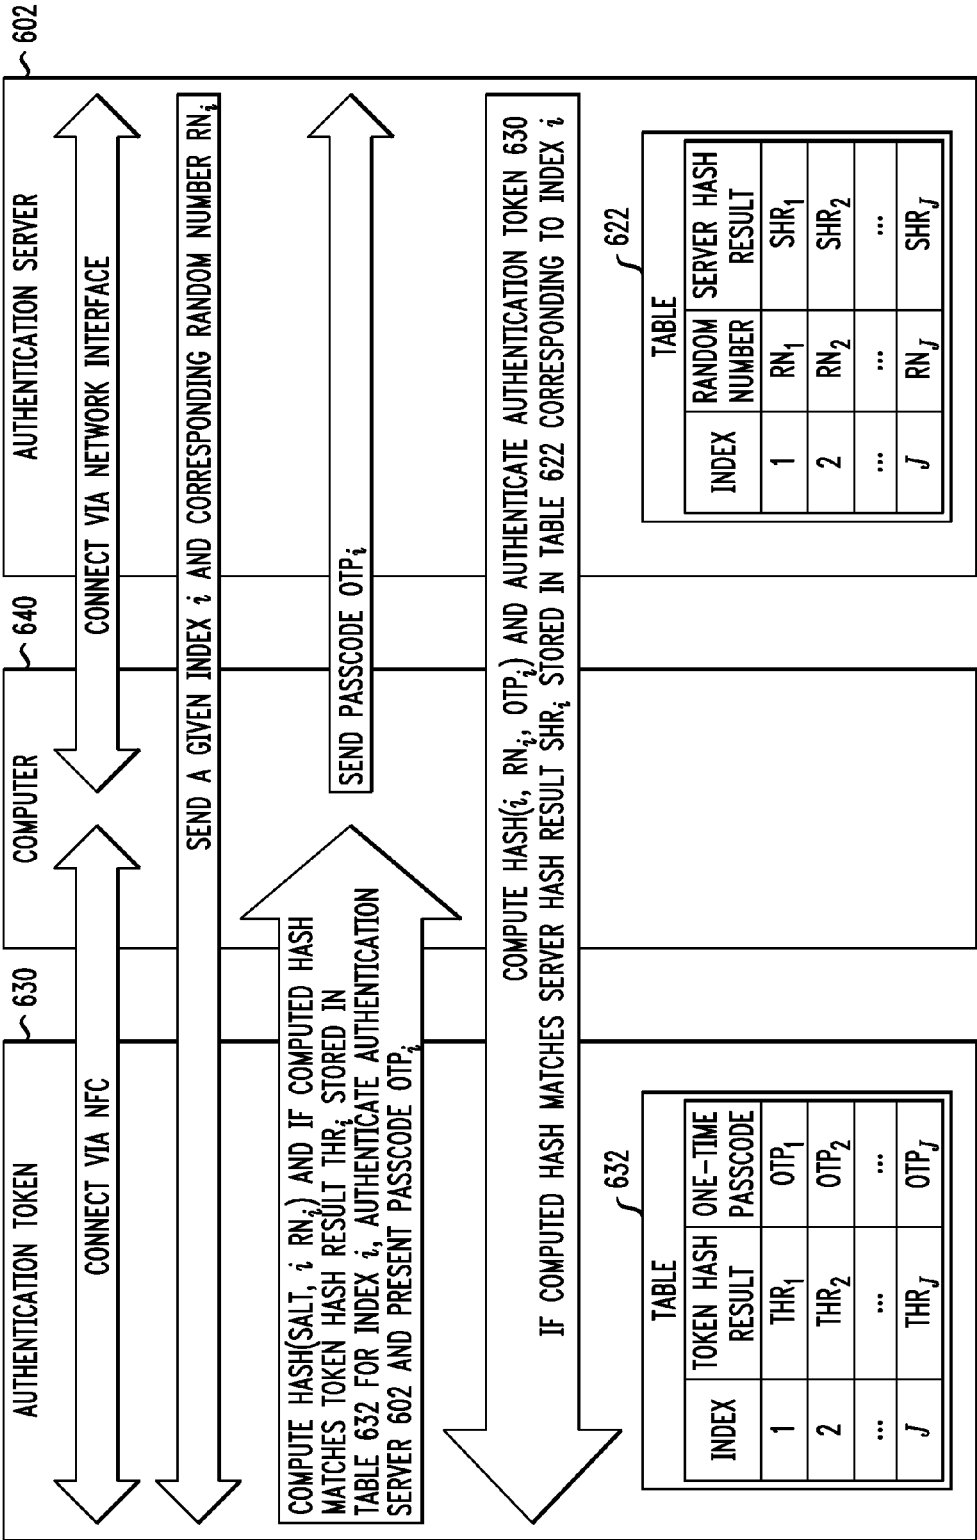 AUTHENTICATION TOKEN
630
COMPUTER
640
AUTHENTICATION SERVER
602
CONNECT VIA NFC
CONNECT VIA NETWORK INTERFACE
SEND A GIVEN INDEX i AND CORRESPONDING RANDOM NUMBER RNi
COMPUTE HASH(SALT, i RNi) AND IF COMPUTED HASH
MATCHES TOKEN HASH RESULT THRi STORED IN
TABLE 632 FOR INDEX i, AUTHENTICATE AUTHENTICATION
SERVER 602 AND PRESENT PASSCODE OTPi
SEND PASSCODE OTPi
COMPUTE HASH(i, RNi, OTPi) AND AUTHENTICATE AUTHENTICATION TOKEN 630
IF COMPUTED HASH MATCHES SERVER HASH RESULT SHRi STORED IN TABLE 622 CORRESPONDING TO INDEX i
632
TABLE
INDEX TOKEN HASH RESULT ONE-TIME PASSCODE
1 THR1 OTP1
2 THR2 OTP2
... ... ...
J THRJ OTPJ
622
TABLE
INDEX RANDOM NUMBER SERVER HASH RESULT
1 RN1 SHR1
2 RN2 SHR2
... ... ...
J RNJ SHRJ